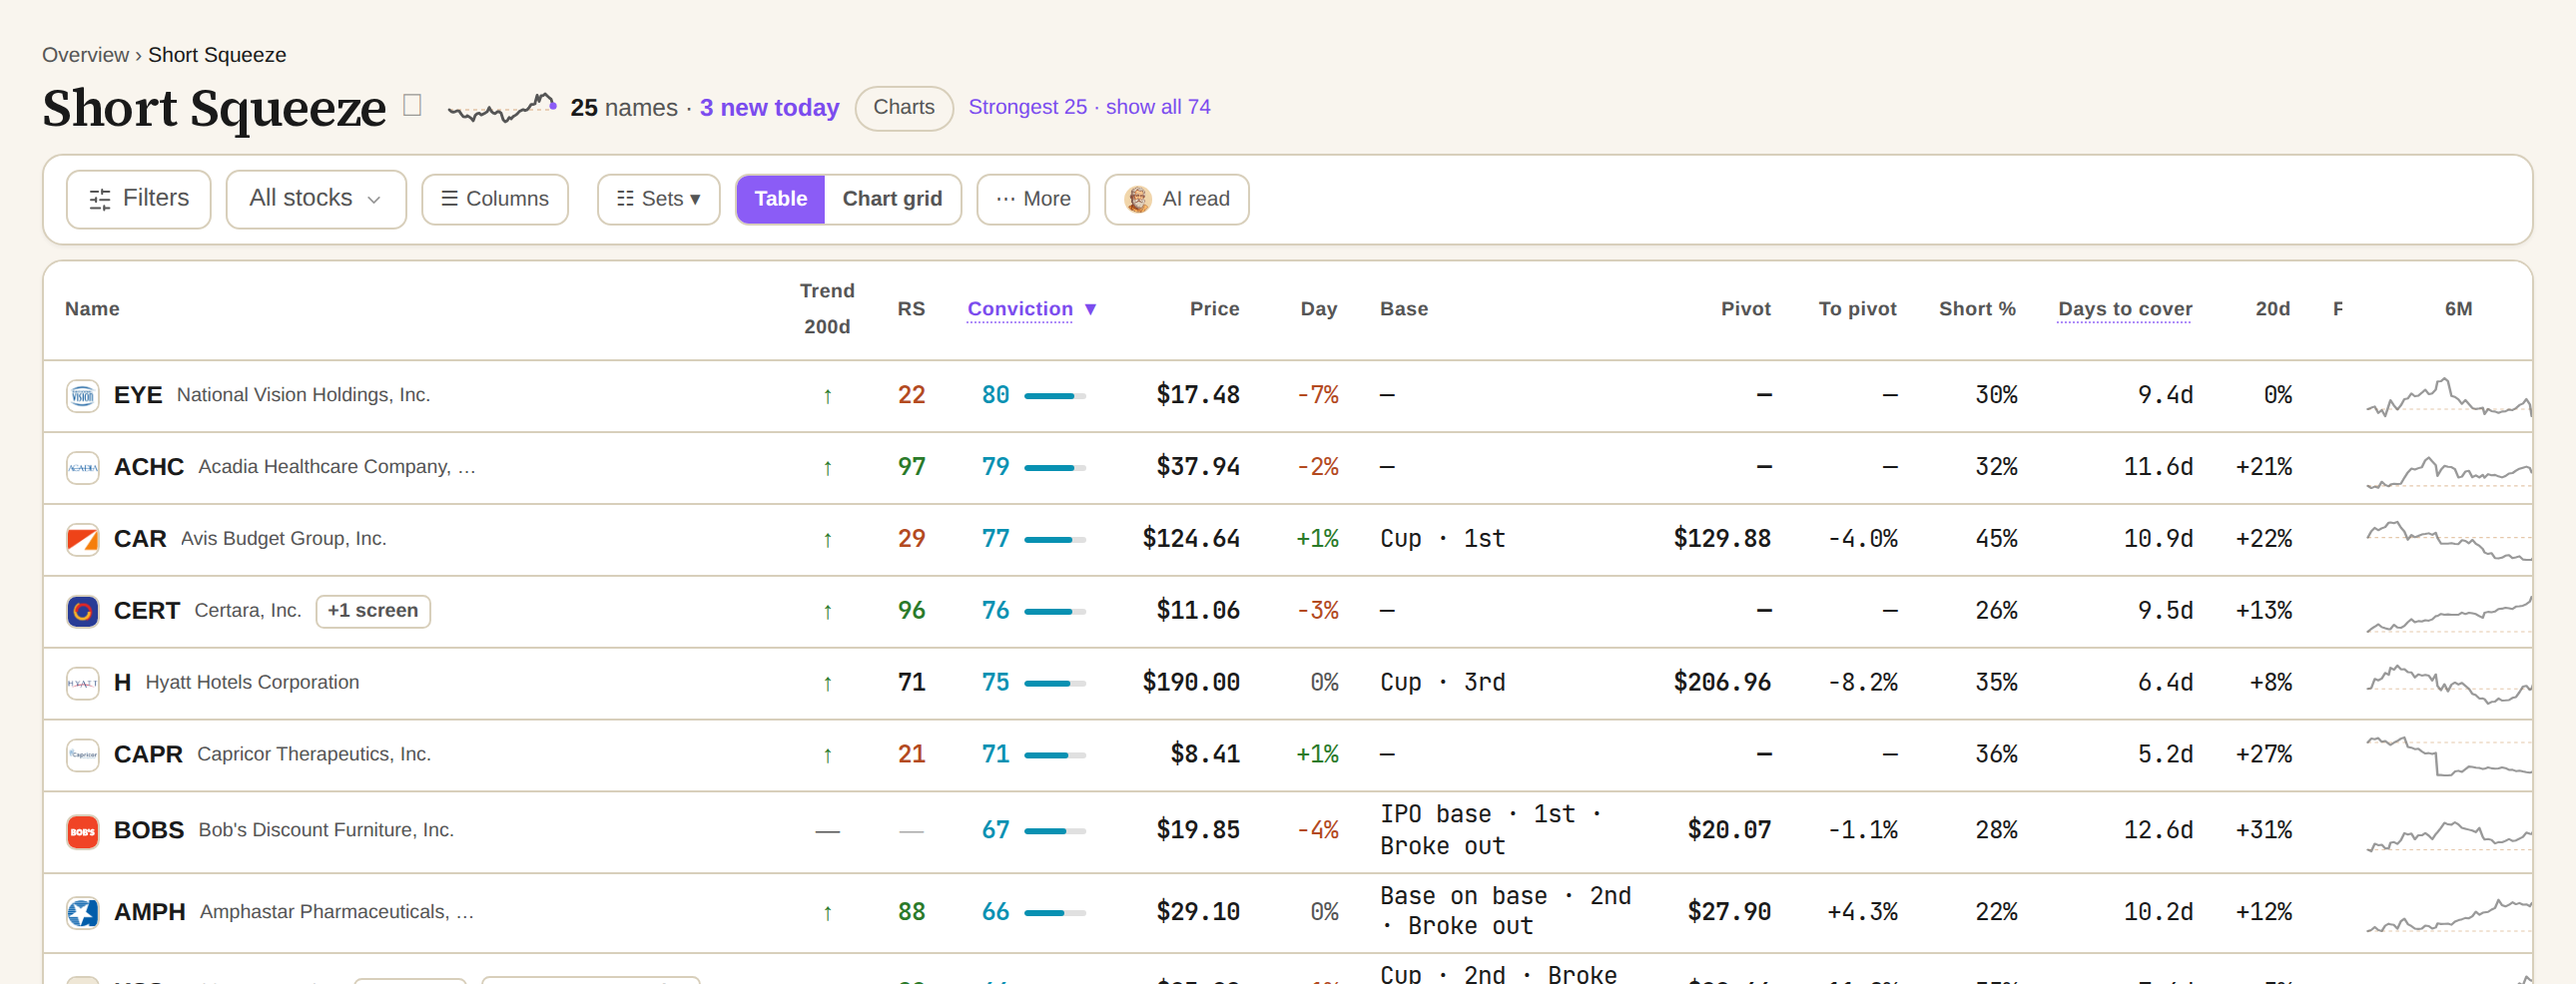 Overview › Short Squeeze
Short Squeeze 25 names · 3 new today Charts Strongest 25 · show all 74
Filters All stocks Columns Sets ▾ Table Chart grid ··· More AI read
Name Trend 200d RS Conviction ▼ Price Day Base Pivot To pivot Short % Days to cover 20d F 6M
EYE National Vision Holdings, Inc. ↑ 22 80 $17.48 -7% — — — 30% 9.4d 0%
ACHC Acadia Healthcare Company, … ↑ 97 79 $37.94 -2% — — — 32% 11.6d +21%
CAR Avis Budget Group, Inc. ↑ 29 77 $124.64 +1% Cup · 1st $129.88 -4.0% 45% 10.9d +22%
CERT Certara, Inc. +1 screen ↑ 96 76 $11.06 -3% — — — 26% 9.5d +13%
HYATT H Hyatt Hotels Corporation ↑ 71 75 $190.00 0% Cup · 3rd $206.96 -8.2% 35% 6.4d +8%
Capricor CAPR Capricor Therapeutics, Inc. ↑ 21 71 $8.41 +1% — — — 36% 5.2d +27%
BOB'S BOBS Bob's Discount Furniture, Inc. — — 67 $19.85 -4% IPO base · 1st · Broke out $20.07 -1.1% 28% 12.6d +31%
AMPH Amphastar Pharmaceuticals, … ↑ 88 66 $29.10 0% Base on base · 2nd · Broke out $27.90 +4.3% 22% 10.2d +12%
Cup · 2nd · Broke